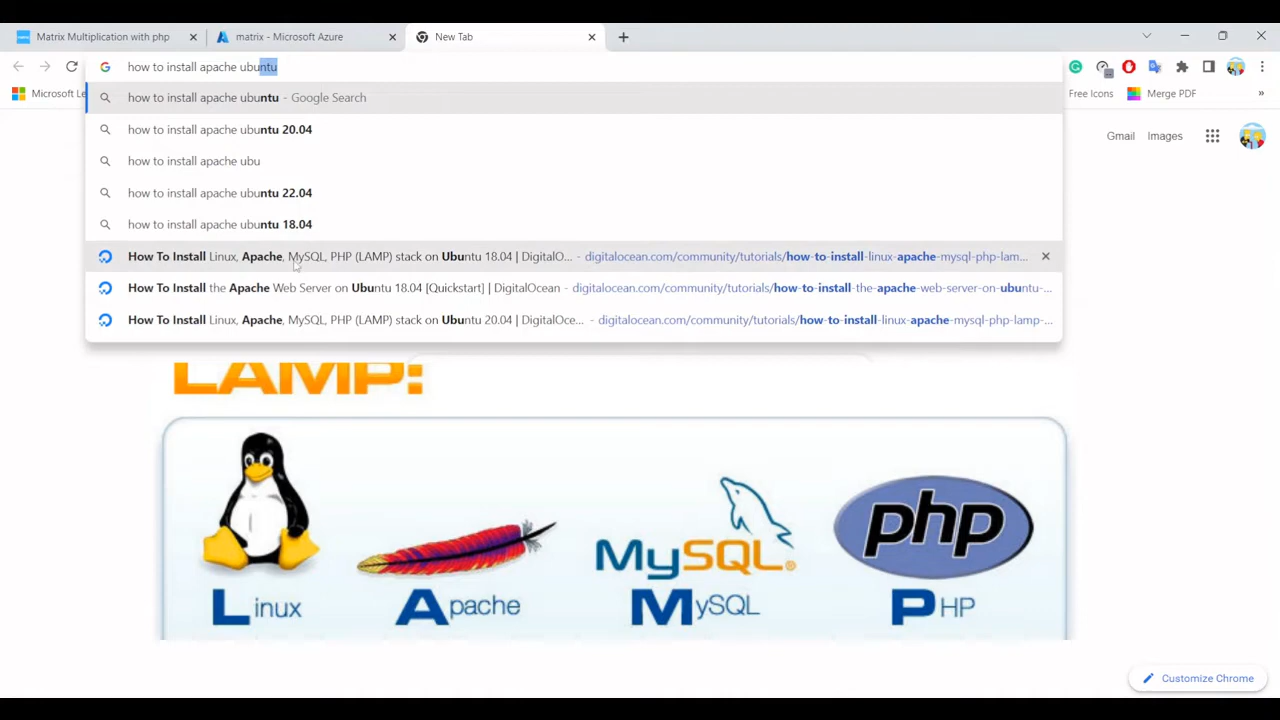 Matrix Multiplication with php
matrix - Microsoft Azure
New Tab
how to install apache ubuntu
Microsoft Le
Free Icons
Merge PDF
»
how to install apache ubuntu - Google Search
how to install apache ubuntu 20.04
how to install apache ubu
how to install apache ubuntu 22.04
how to install apache ubuntu 18.04
How To Install Linux, Apache, MySQL, PHP (LAMP) stack on Ubuntu 18.04 | DigitalO... - digitalocean.com/community/tutorials/how-to-install-linux-apache-mysql-php-lam...
How To Install the Apache Web Server on Ubuntu 18.04 [Quickstart] | DigitalOcean - digitalocean.com/community/tutorials/how-to-install-the-apache-web-server-on-ubuntu-...
How To Install Linux, Apache, MySQL, PHP (LAMP) stack on Ubuntu 20.04 | DigitalOce... - digitalocean.com/community/tutorials/how-to-install-linux-apache-mysql-php-lamp-...
Gmail
Images
LAMP:
MySQL
php
Linux
Apache
MySQL
PHP
Customize Chrome